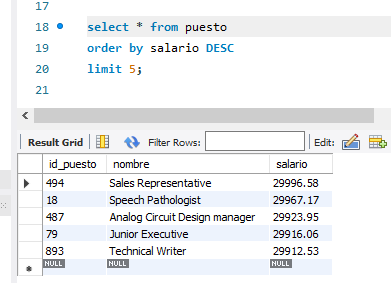 17
18 select * from puesto
19 order by salario DESC
20 limit 5;
21
Result Grid Filter Rows: Edit:
id_puesto nombre salario
494 Sales Representative 29996.58
18 Speech Pathologist 29967.17
487 Analog Circuit Design manager 29923.95
79 Junior Executive 29916.06
893 Technical Writer 29912.53
NULL NULL NULL